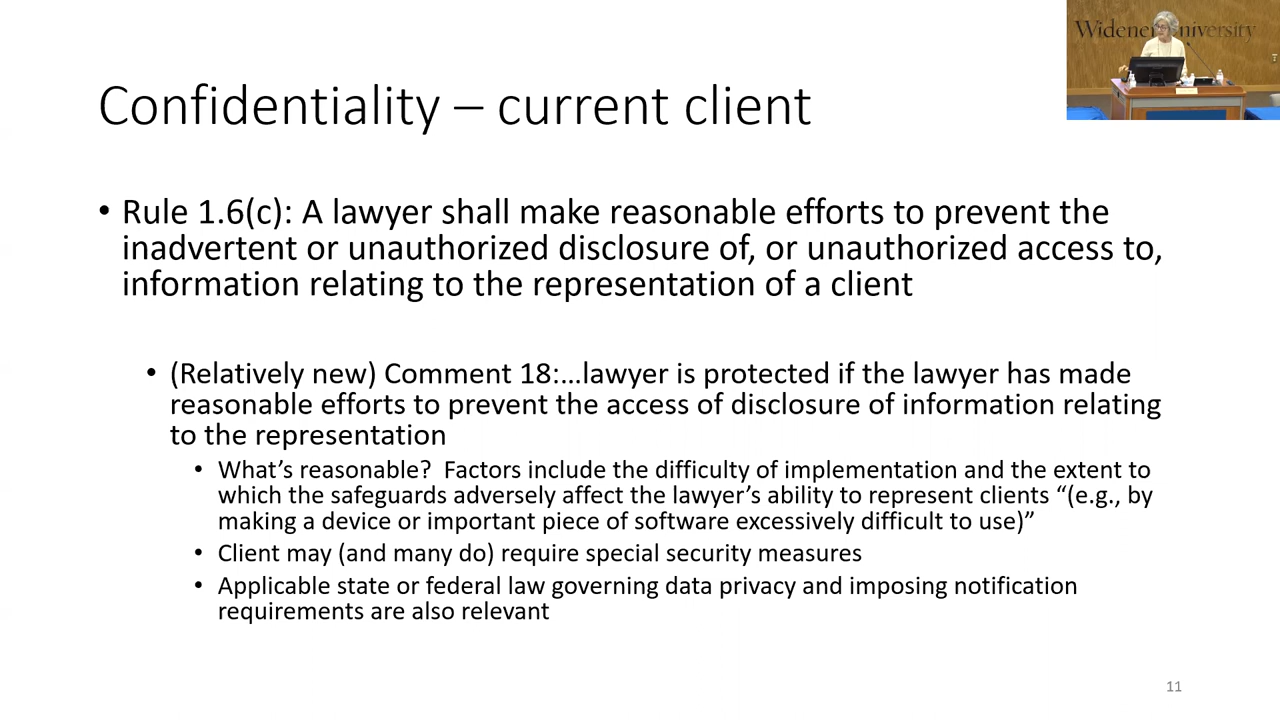 Widener University
Confidentiality – current client
• Rule 1.6(c): A lawyer shall make reasonable efforts to prevent the
inadvertent or unauthorized disclosure of, or unauthorized access to,
information relating to the representation of a client
• (Relatively new) Comment 18:...lawyer is protected if the lawyer has made
reasonable efforts to prevent the access of disclosure of information relating
to the representation
• What’s reasonable?  Factors include the difficulty of implementation and the extent to
which the safeguards adversely affect the lawyer’s ability to represent clients “(e.g., by
making a device or important piece of software excessively difficult to use)”
• Client may (and many do) require special security measures
• Applicable state or federal law governing data privacy and imposing notification
requirements are also relevant
11